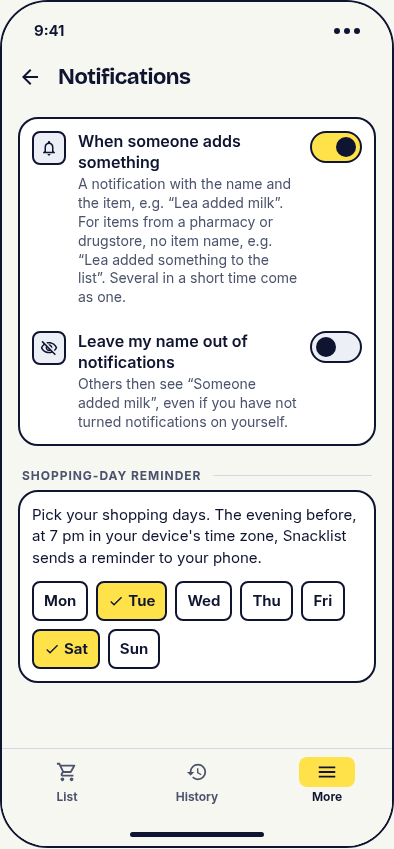 9:41
Notifications
When someone adds
something
A notification with the name and
the item, e.g. “Lea added milk”.
For items from a pharmacy or
drugstore, no item name, e.g.
“Lea added something to the
list”. Several in a short time come
as one.
Leave my name out of
notifications
Others then see “Someone
added milk”, even if you have not
turned notifications on yourself.
SHOPPING-DAY REMINDER
Pick your shopping days. The evening before,
at 7 pm in your device's time zone, Snacklist
sends a reminder to your phone.
Mon Tue Wed Thu Fri
Sat Sun
List History More